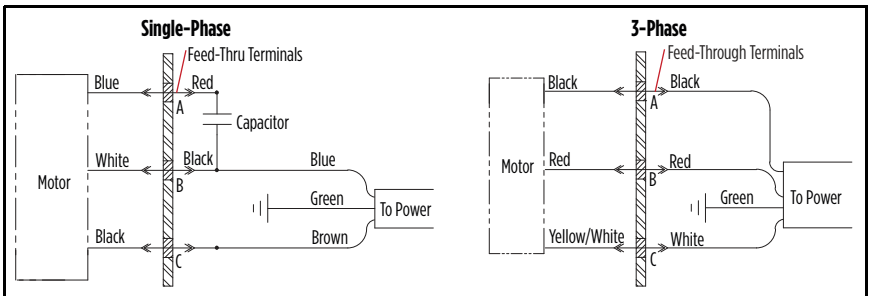 Single-Phase
Feed-Thru Terminals
Blue
Red
A
Capacitor
White
Black
Blue
B
Motor
Green
To Power
Black
Brown
C
3-Phase
Feed-Through Terminals
Black
Black
A
Red
Red
B
Motor
Green
To Power
Yellow/White
White
C